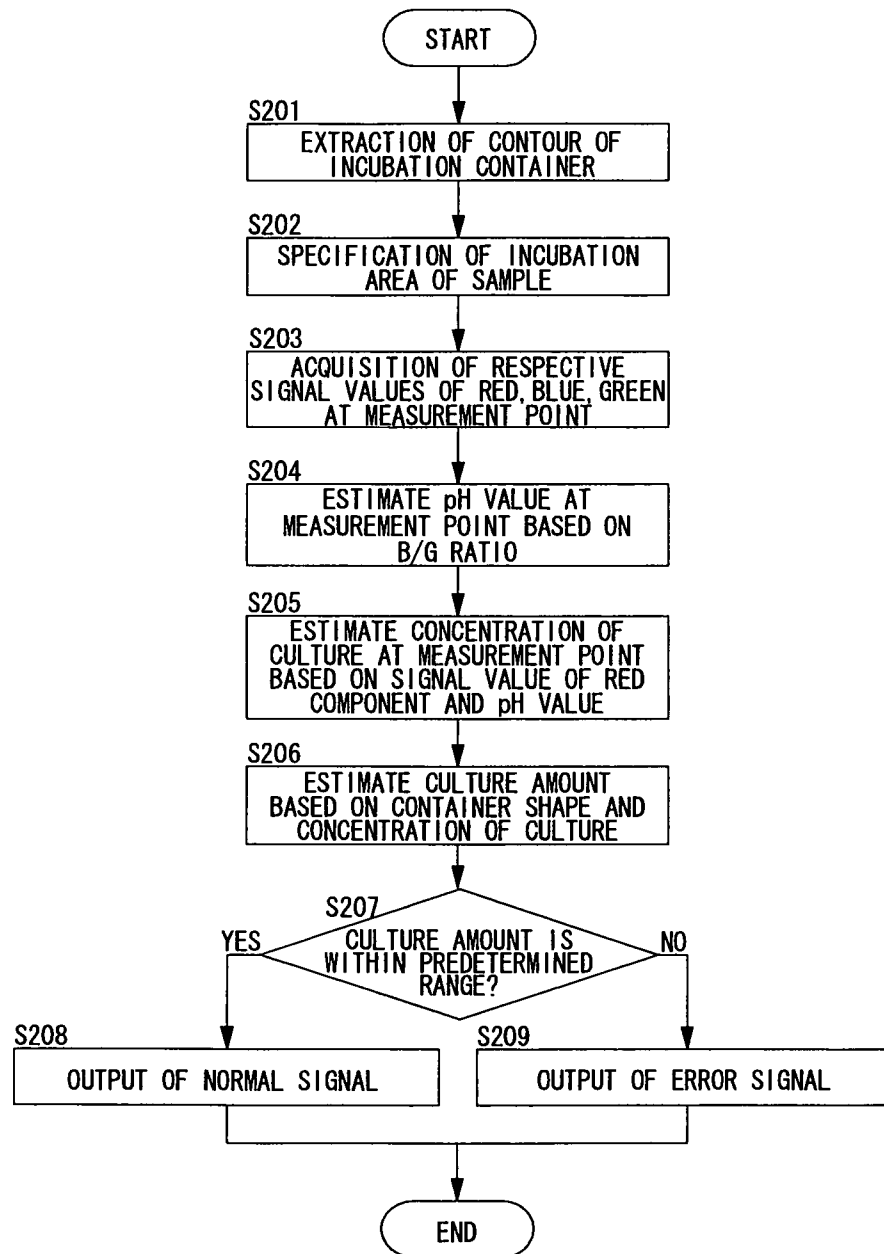 START
S201
EXTRACTION OF CONTOUR OF
INCUBATION CONTAINER
S202
SPECIFICATION OF INCUBATION
AREA OF SAMPLE
S203
ACQUISITION OF RESPECTIVE
SIGNAL VALUES OF RED, BLUE, GREEN
AT MEASUREMENT POINT
S204
ESTIMATE pH VALUE AT
MEASUREMENT POINT BASED ON
B/G RATIO
S205
ESTIMATE CONCENTRATION OF
CULTURE AT MEASUREMENT POINT
BASED ON SIGNAL VALUE OF RED
COMPONENT AND pH VALUE
S206
ESTIMATE CULTURE AMOUNT
BASED ON CONTAINER SHAPE AND
CONCENTRATION OF CULTURE
S207
YES
NO
CULTURE AMOUNT IS
WITHIN PREDETERMINED
RANGE?
S208
OUTPUT OF NORMAL SIGNAL
S209
OUTPUT OF ERROR SIGNAL
END